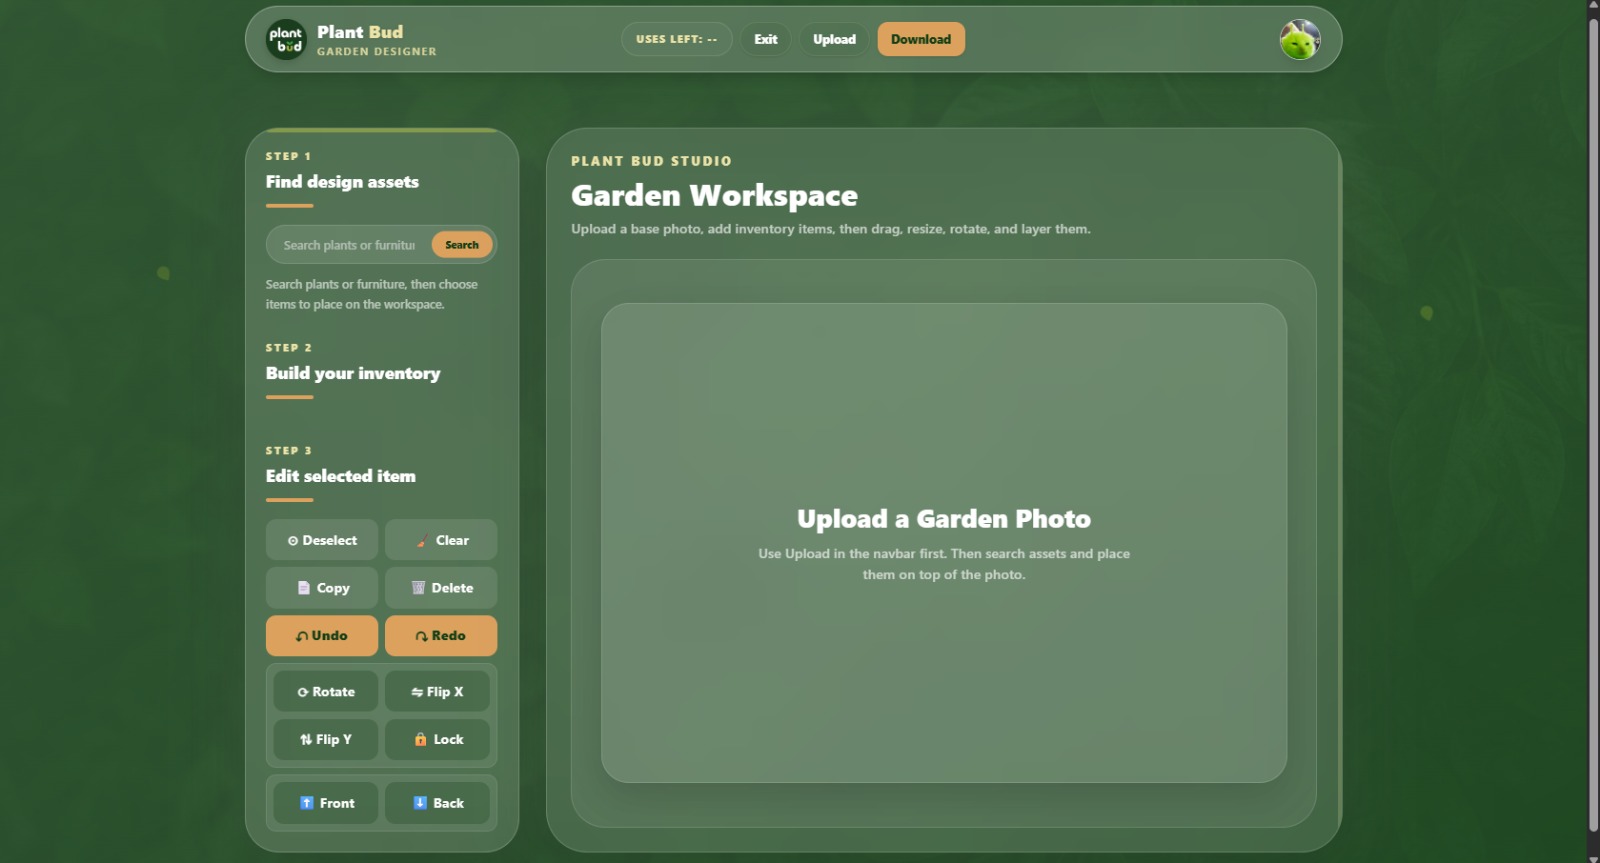 plant
bud
Plant Bud
GARDEN DESIGNER
USES LEFT: --
Exit
Upload
Download
STEP 1
Find design assets
Search plants or furnitu
Search
Search plants or furniture, then choose
items to place on the workspace.
STEP 2
Build your inventory
STEP 3
Edit selected item
Deselect
Clear
Copy
Delete
Undo
Redo
Rotate
Flip X
Flip Y
Lock
Front
Back
PLANT BUD STUDIO
Garden Workspace
Upload a base photo, add inventory items, then drag, resize, rotate, and layer them.
Upload a Garden Photo
Use Upload in the navbar first. Then search assets and place
them on top of the photo.